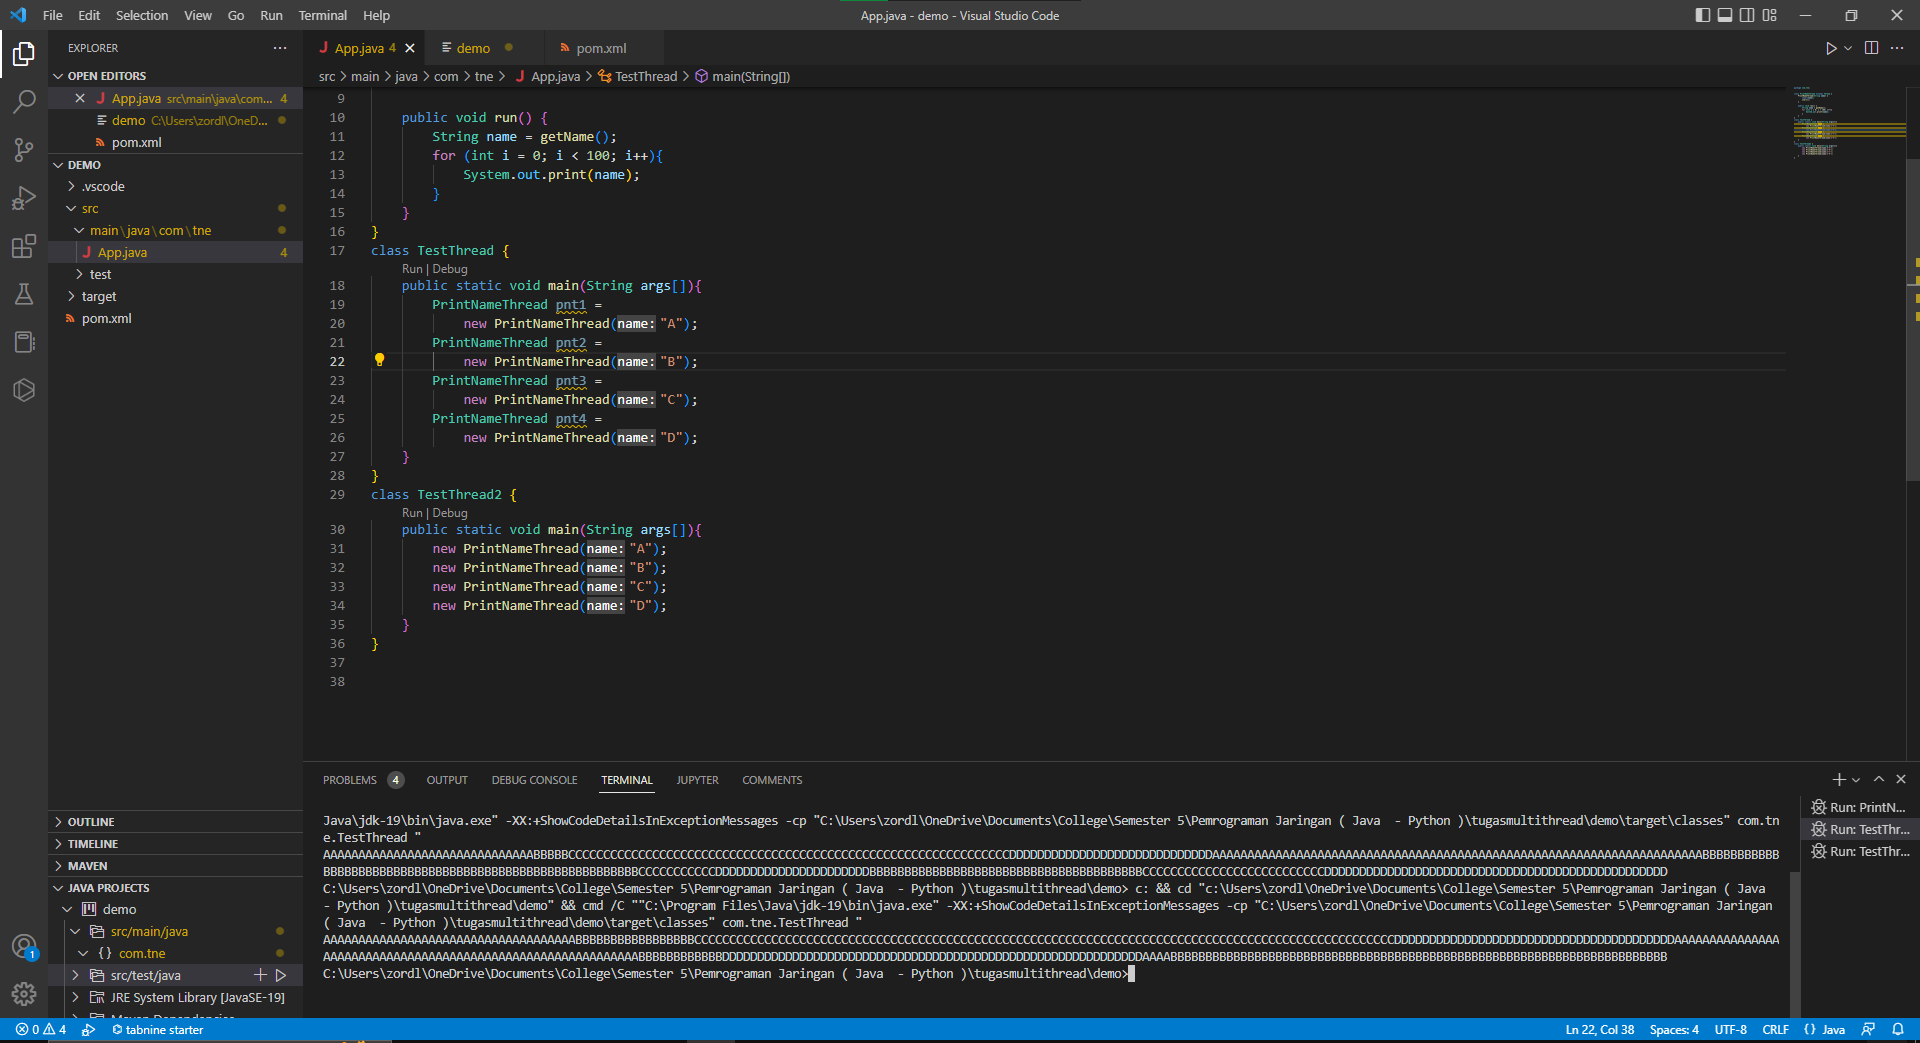 File Edit Selection View Go Run Terminal Help
App.java - demo - Visual Studio Code
EXPLORER
OPEN EDITORS
App.java src\main\java\com... 4
demo C:\Users\zordl\OneD...
pom.xml
DEMO
.vscode
src
main\java\com\tne
App.java 4
test
target
pom.xml
OUTLINE
TIMELINE
MAVEN
JAVA PROJECTS
demo
src/main/java
{} com.tne
src/test/java
JRE System Library [JavaSE-19]
App.java 4 demo pom.xml
src > main > java > com > tne > App.java > TestThread > main(String[])
9
10 public void run() {
11 String name = getName();
12 for (int i = 0; i < 100; i++){
13 System.out.print(name);
14 }
15 }
16 }
17 class TestThread {
Run | Debug
18 public static void main(String args[]){
19 PrintNameThread pnt1 =
20 new PrintNameThread(name: "A");
21 PrintNameThread pnt2 =
22 new PrintNameThread(name: "B");
23 PrintNameThread pnt3 =
24 new PrintNameThread(name: "C");
25 PrintNameThread pnt4 =
26 new PrintNameThread(name: "D");
27 }
28 }
29 class TestThread2 {
Run | Debug
30 public static void main(String args[]){
31 new PrintNameThread(name: "A");
32 new PrintNameThread(name: "B");
33 new PrintNameThread(name: "C");
34 new PrintNameThread(name: "D");
35 }
36 }
37
38
PROBLEMS 4 OUTPUT DEBUG CONSOLE TERMINAL JUPYTER COMMENTS
Java\jdk-19\bin\java.exe" -XX:+ShowCodeDetailsInExceptionMessages -cp "C:\Users\zordl\OneDrive\Documents\College\Semester 5\Pemrograman Jaringan ( Java  - Python )\tugasmultithread\demo\target\classes" com.tn
e.TestThread "
C:\Users\zordl\OneDrive\Documents\College\Semester 5\Pemrograman Jaringan ( Java  - Python )\tugasmultithread\demo> c: && cd "c:\Users\zordl\OneDrive\Documents\College\Semester 5\Pemrograman Jaringan ( Java
- Python )\tugasmultithread\demo" && cmd /C ""C:\Program Files\Java\jdk-19\bin\java.exe" -XX:+ShowCodeDetailsInExceptionMessages -cp "C:\Users\zordl\OneDrive\Documents\College\Semester 5\Pemrograman Jaringan
( Java  - Python )\tugasmultithread\demo\target\classes" com.tne.TestThread "
C:\Users\zordl\OneDrive\Documents\College\Semester 5\Pemrograman Jaringan ( Java  - Python )\tugasmultithread\demo>
Run: PrintN...
Run: TestThr...
Run: TestThr...
1
0 4 tabnine starter
Ln 22, Col 38 Spaces: 4 UTF-8 CRLF {} Java